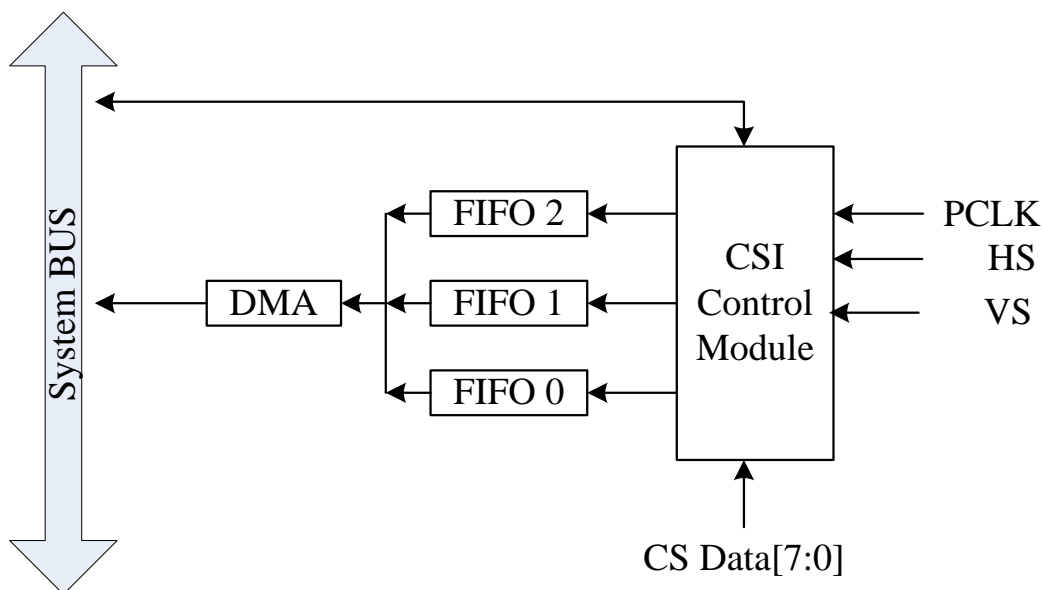 System BUS
DMA
FIFO 2
FIFO 1
FIFO 0
CSI
Control
Module
PCLK
HS
VS
CS Data[7:0]